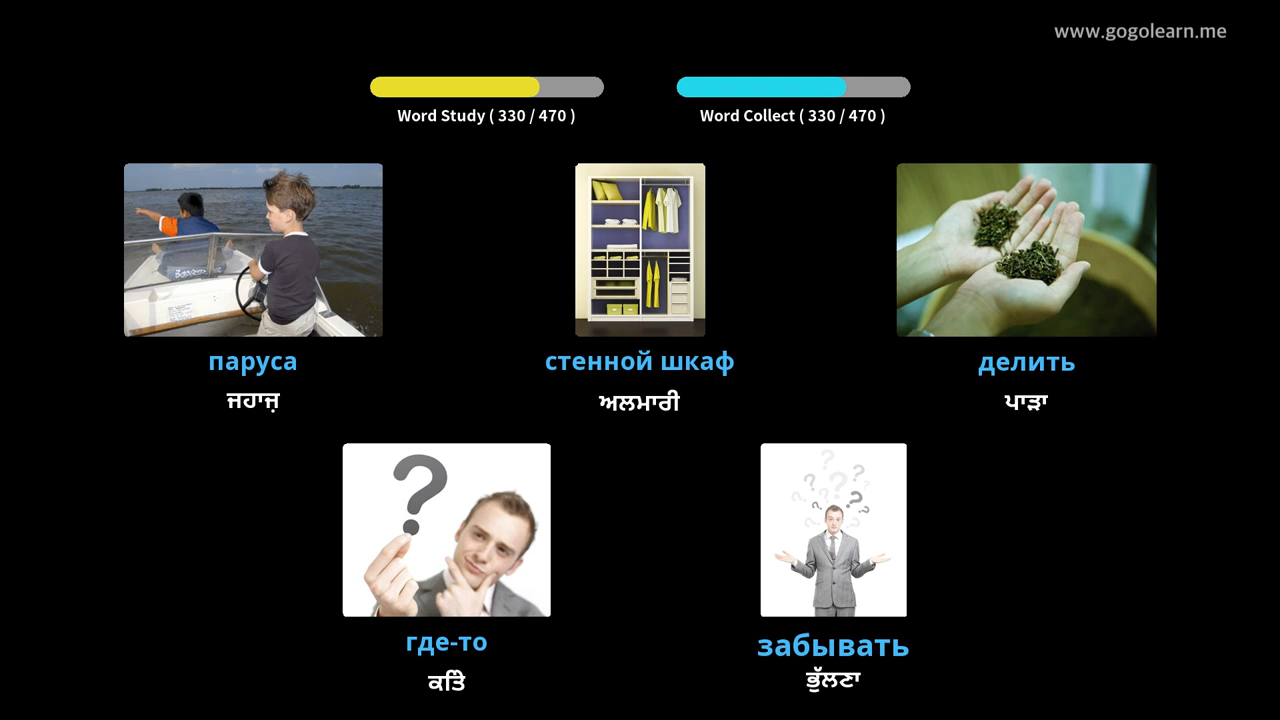 www.gogolearn.me
Word Study ( 330 / 470 )
Word Collect ( 330 / 470 )
паруса
стенной шкаф
делить
ਜਹਾਜ਼
ਅਲਮਾਰੀ
ਪਾੜਾ
где-то
забывать
ਕਤਿੇ
ਭੁੱਲਣਾ